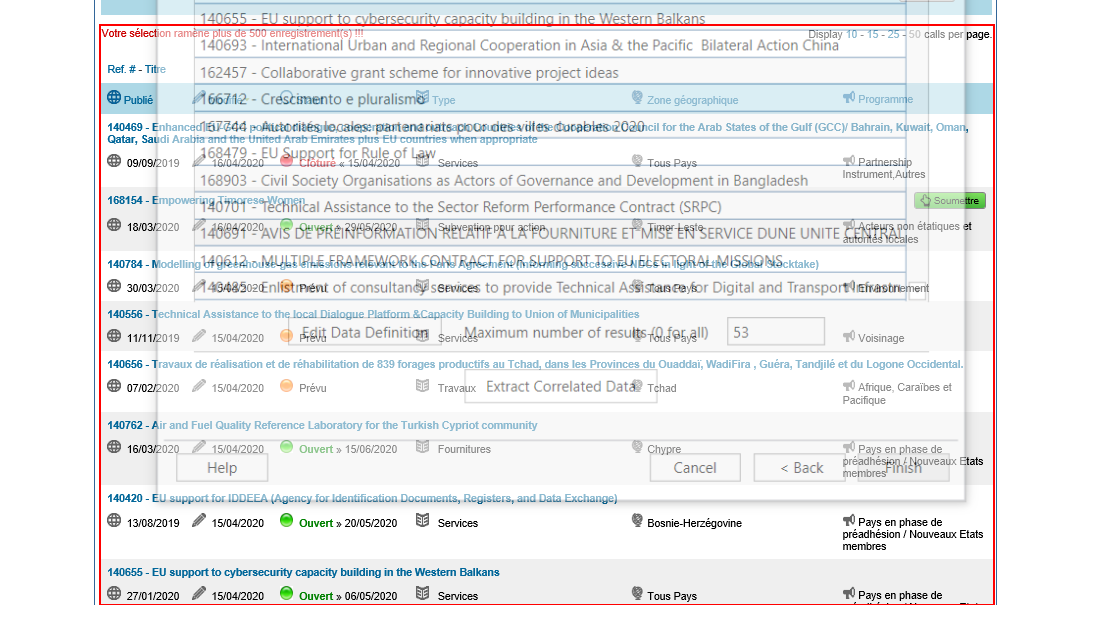 140655 - EU support to cybersecurity capacity building in the Western Balkans
Votre sélection ramène plus de 500 enregistrement(s) !!!
Display 10 - 15 - 25 - 50 calls per page.
140693 - International Urban and Regional Cooperation in Asia & the Pacific Bilateral Action China
Ref. # - Titre
162457 - Collaborative grant scheme for innovative project ideas
Publié
Type
Zone géographique
Programme
166712 - Crescimento e pluralismo
157744 - Autorités locales: partenariats pour des villes durables 2020
140469 - Enhanced
Council for the Arab States of the Gulf (GCC)/ Bahrain, Kuwait, Oman,
Qatar, Saudi Arabia and the United Arab Emirates plus EU countries when appropriate
168479 - EU Support for Rule of Law
09/09/2019 16/04/2020 Clôturé « 15/04/2020 Services Tous Pays Partnership
Instrument,Autres
168903 - Civil Society Organisations as Actors of Governance and Development in Bangladesh
168154 - Empowering Timorese Women
Soumettre
140701 - Technical Assistance to the Sector Reform Performance Contract (SRPC)
18/03/2020 16/04/2020 Ouvert » 29/05/2020 Subvention pour action Timor Leste Acteurs non étatiques et
autorités locales
140691 - AVIS DE PRÉINFORMATION RELATIF À LA FOURNITURE ET MISE EN SERVICE DUNE UNITE CENTRAL
140612 - MULTIPLE FRAMEWORK CONTRACT FOR SUPPORT TO EU ELECTORAL MISSIONS
140784 - Modelling of greenhouse gas emissions relevant to the Paris Agreement (informing successive NDCs in light of the Global Stocktake)
140485 - Enlistment of consultancy services to provide Technical Assistance for Digital and Transport Infrastr
30/03/2020 15/04/2020 Prévu Services Tous Pays Environnement
140556 - Technical Assistance to the local Dialogue Platform &Capacity Building to Union of Municipalities
Edit Data Definition Maximum number of results (0 for all) 53
11/11/2019 15/04/2020 Prévu Services Tous Pays Voisinage
140656 - Travaux de réalisation et de réhabilitation de 839 forages productifs au Tchad, dans les Provinces du Ouaddaï, WadiFira , Guéra, Tandjilé et du Logone Occidental.
Extract Correlated Data
07/02/2020 15/04/2020 Prévu Travaux Tchad Afrique, Caraïbes et
Pacifique
140762 - Air and Fuel Quality Reference Laboratory for the Turkish Cypriot community
16/03/2020 15/04/2020 Ouvert » 15/06/2020 Fournitures Chypre Pays en phase de
préadhésion / Nouveaux Etats
membres
Help Cancel < Back Finish
140420 - EU support for IDDEEA (Agency for Identification Documents, Registers, and Data Exchange)
13/08/2019 15/04/2020 Ouvert » 20/05/2020 Services Bosnie-Herzégovine Pays en phase de
préadhésion / Nouveaux Etats
membres
140655 - EU support to cybersecurity capacity building in the Western Balkans
27/01/2020 15/04/2020 Ouvert » 06/05/2020 Services Tous Pays Pays en phase de
préadhésion / Nouveaux Etats